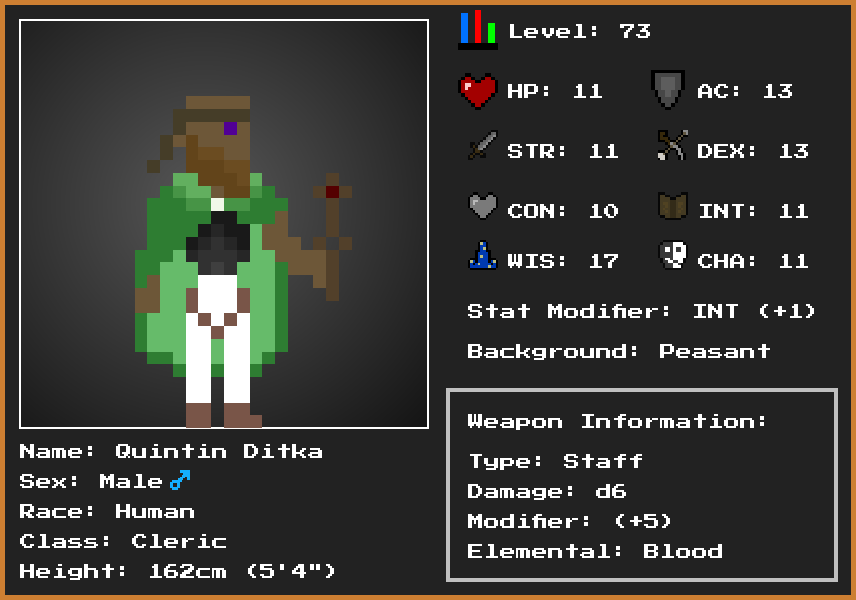 Level: 73
HP: 11 AC: 13
STR: 11 DEX: 13
CON: 10 INT: 11
WIS: 17 CHA: 11
Stat Modifier: INT (+1)
Background: Peasant
Weapon Information:
Type: Staff
Damage: d6
Modifier: (+5)
Elemental: Blood
Name: Quintin Ditka
Sex: Male♂
Race: Human
Class: Cleric
Height: 162cm (5'4")